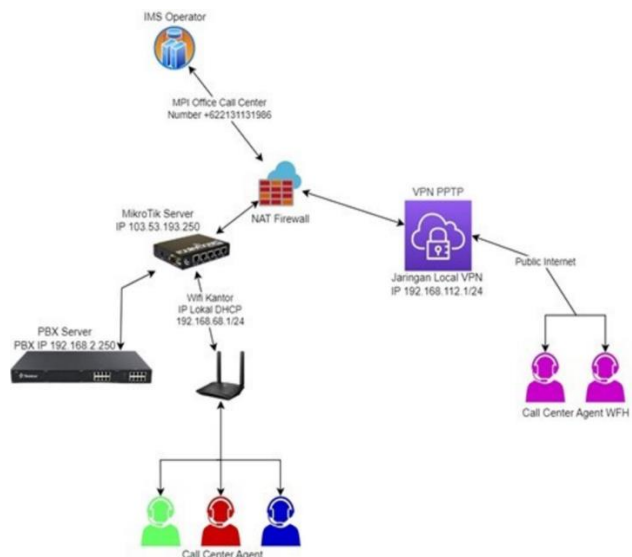 IMS Operator
MPI Office Call Center
Number +622131131986
NAT Firewall
VPN PPTP
MikroTik Server
IP 103.53.193.250
Public Internet
Jaringan Local VPN
IP 192.168.112.1/24
Wifi Kantor
IP Lokal DHCP
192.168.68.1/24
PBX Server
PBX IP 192.168.2.250
Call Center Agent WFH
Call Center Agent